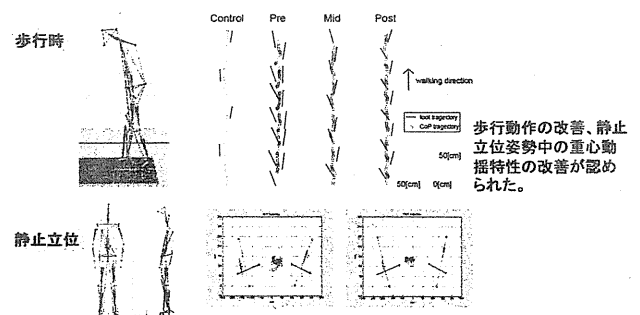 Control Pre Mid Post
歩行時
walking direction
foot trajectory
CoP trajectory
50[cm]
50[cm] 0[cm]
歩行動作の改善、静止
立位姿勢中の重心動
揺特性の改善が認め
られた。
静止立位